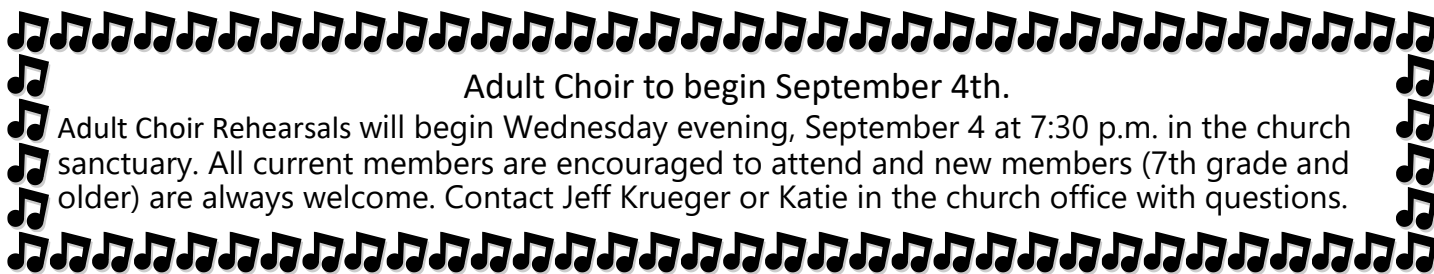 Adult Choir to begin September 4th.
Adult Choir Rehearsals will begin Wednesday evening, September 4 at 7:30 p.m. in the church
sanctuary. All current members are encouraged to attend and new members (7th grade and
older) are always welcome. Contact Jeff Krueger or Katie in the church office with questions.